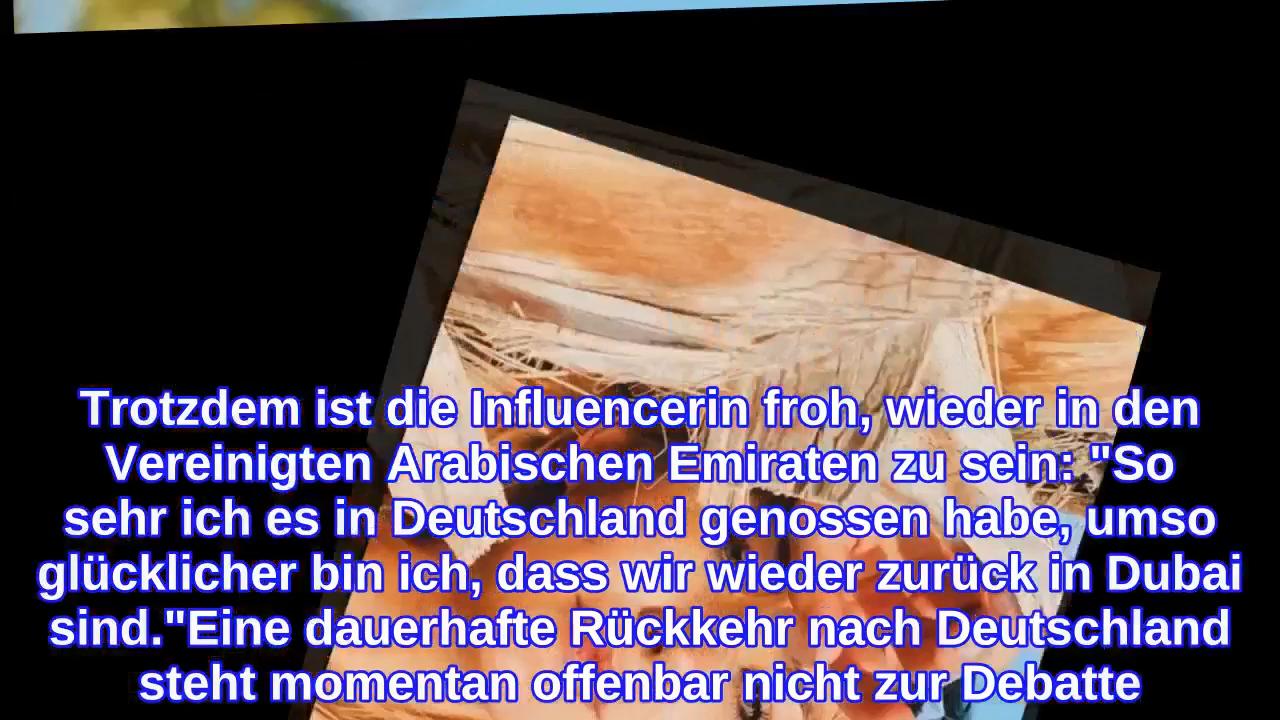 Trotzdem ist die Influencerin froh, wieder in den
Vereinigten Arabischen Emiraten zu sein: "So
sehr ich es in Deutschland genossen habe, umso
glücklicher bin ich, dass wir wieder zurück in Dubai
sind."Eine dauerhafte Rückkehr nach Deutschland
steht momentan offenbar nicht zur Debatte